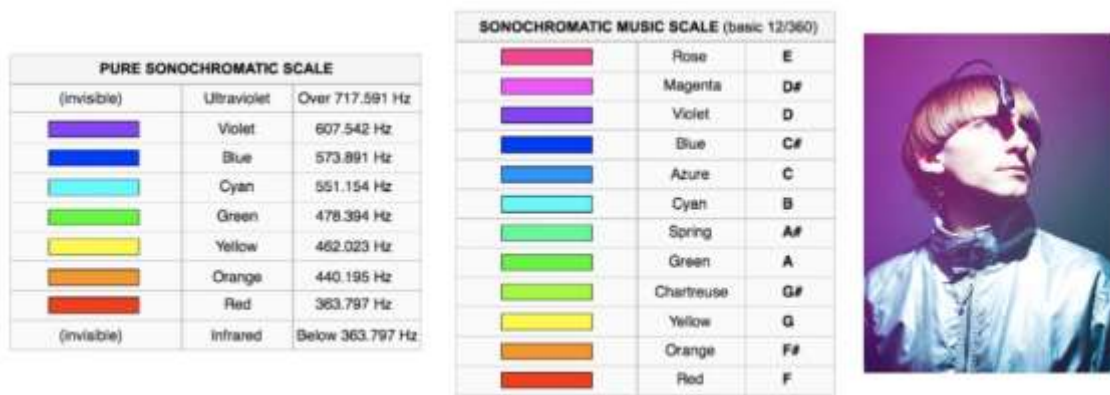 PURE SONOCHROMATIC SCALE
(invisible) Ultraviolet Over 717.591 Hz
Violet 607.542 Hz
Blue 573.891 Hz
Cyan 551.154 Hz
Green 478.394 Hz
Yellow 462.023 Hz
Orange 440.195 Hz
Red 363.797 Hz
(invisible) Infrared Below 363.797 Hz
SONOCHROMATIC MUSIC SCALE (basic 12/360)
Rose E
Magenta D#
Violet D
Blue C#
Azure C
Cyan B
Spring A#
Green A
Chartreuse G#
Yellow G
Orange F#
Red F